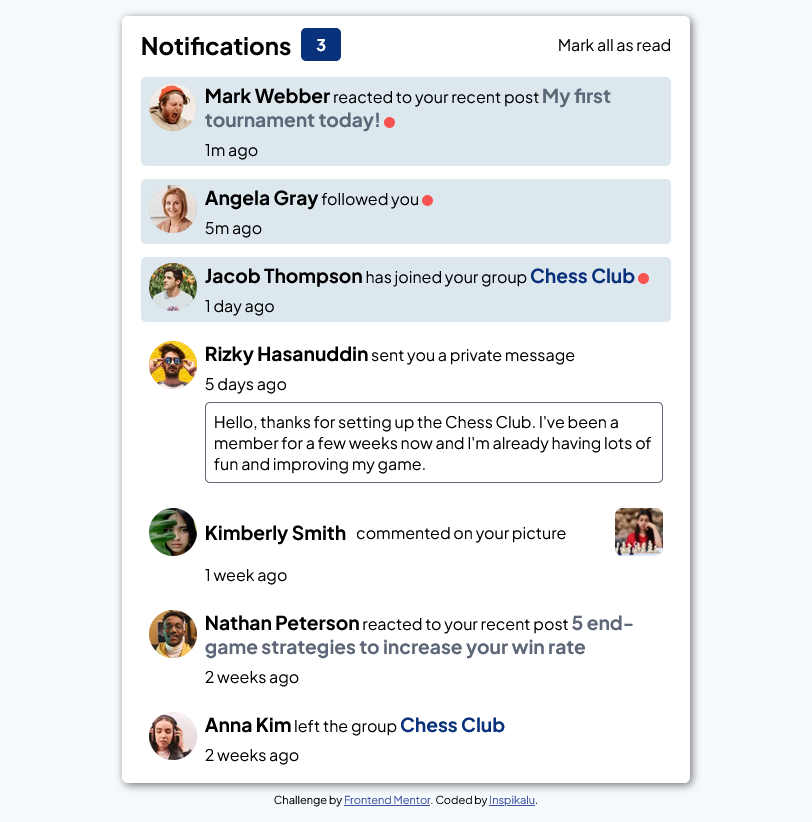 Notifications 3 Mark all as read
Mark Webber reacted to your recent post My first
tournament today!
1m ago
Angela Gray followed you
5m ago
Jacob Thompson has joined your group Chess Club
1 day ago
Rizky Hasanuddin sent you a private message
5 days ago
Hello, thanks for setting up the Chess Club. I've been a
member for a few weeks now and I'm already having lots of
fun and improving my game.
Kimberly Smith commented on your picture
1 week ago
Nathan Peterson reacted to your recent post 5 end-
game strategies to increase your win rate
2 weeks ago
Anna Kim left the group Chess Club
2 weeks ago
Challenge by Frontend Mentor. Coded by Inspikalu.